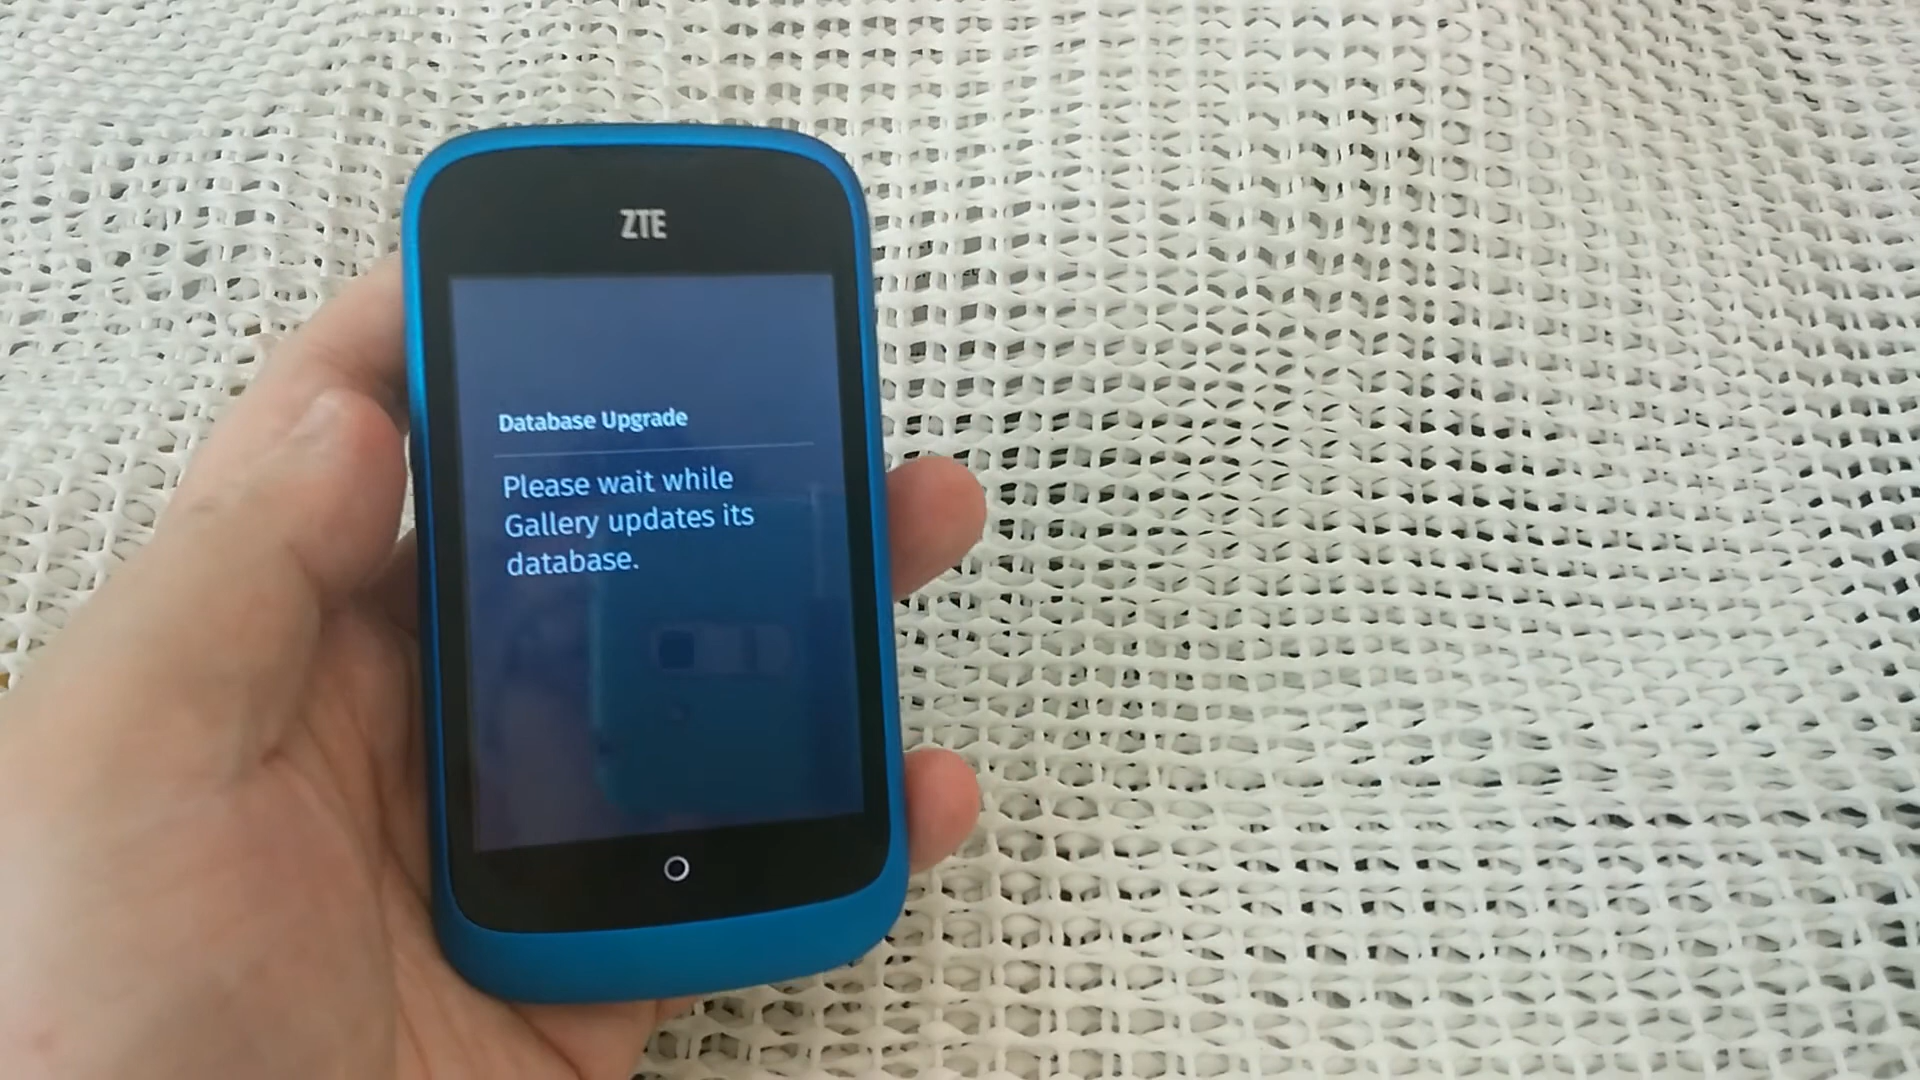 ZTE
Database Upgrade
Please wait while
Gallery updates its
database.